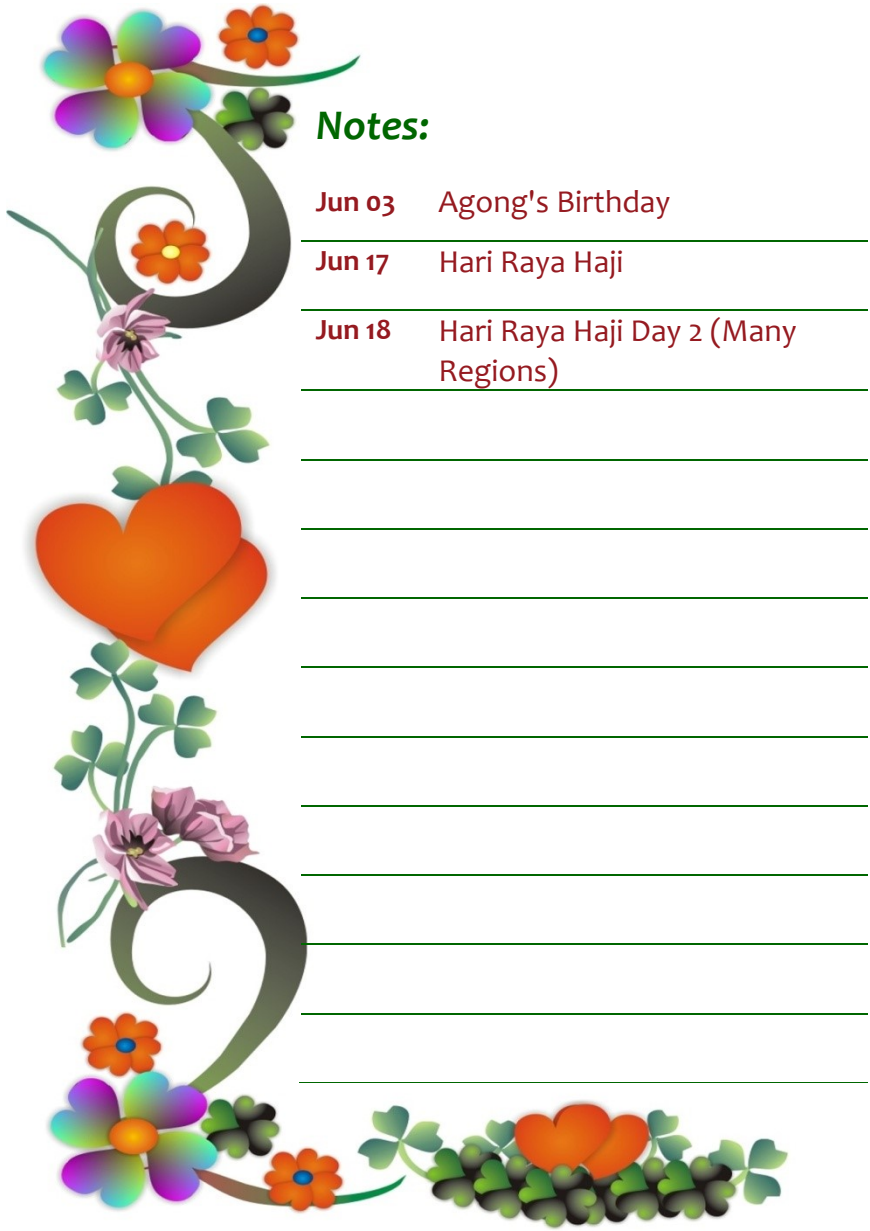 Notes:
Jun 03 Agong's Birthday
Jun 17 Hari Raya Haji
Jun 18 Hari Raya Haji Day 2 (Many
Regions)